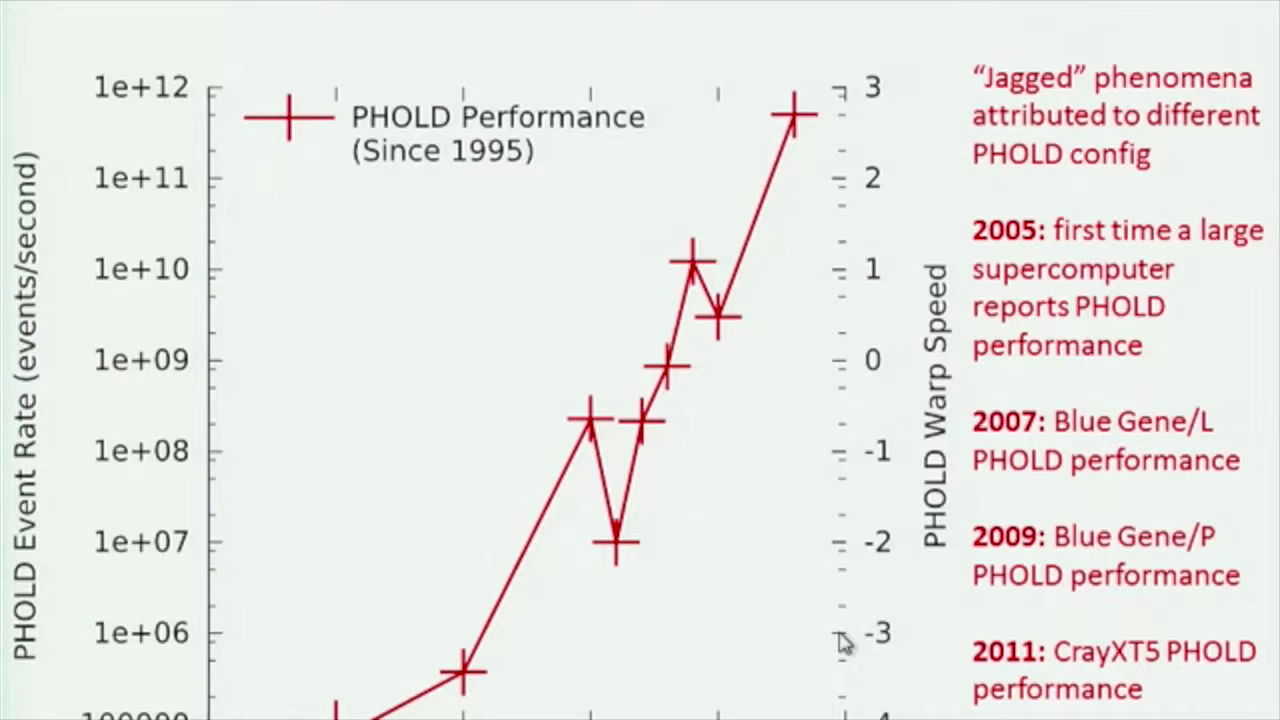 1e+12
1e+11
1e+10
1e+09
1e+08
1e+07
1e+06
PHOLD Event Rate (events/second)
PHOLD Performance
(Since 1995)
3
2
1
0
-1
-2
-3
PHOLD Warp Speed
“Jagged” phenomena
attributed to different
PHOLD config
2005: first time a large
supercomputer
reports PHOLD
performance
2007: Blue Gene/L
PHOLD performance
2009: Blue Gene/P
PHOLD performance
2011: CrayXT5 PHOLD
performance